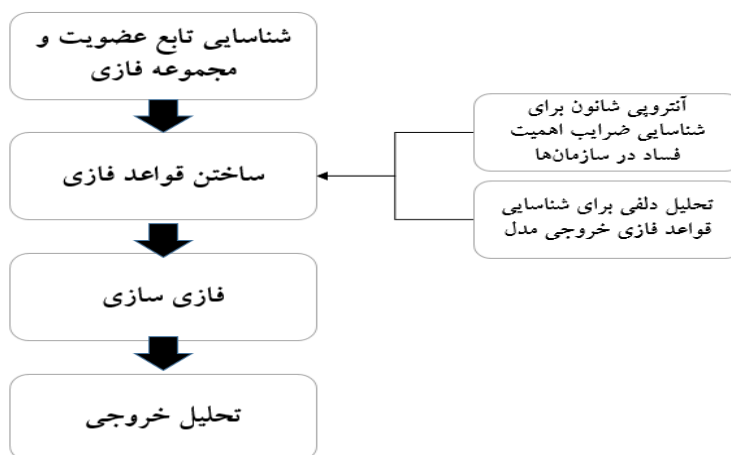 شناسایی تابع عضویت و
مجموعه فازی
ساختن قواعد فازی
فازی سازی
تحلیل خروجی
آنتروپی شانون برای
شناسایی ضرایب اهمیت
فساد در سازمان‌ها
تحلیل دلفی برای شناسایی
قواعد فازی خروجی مدل